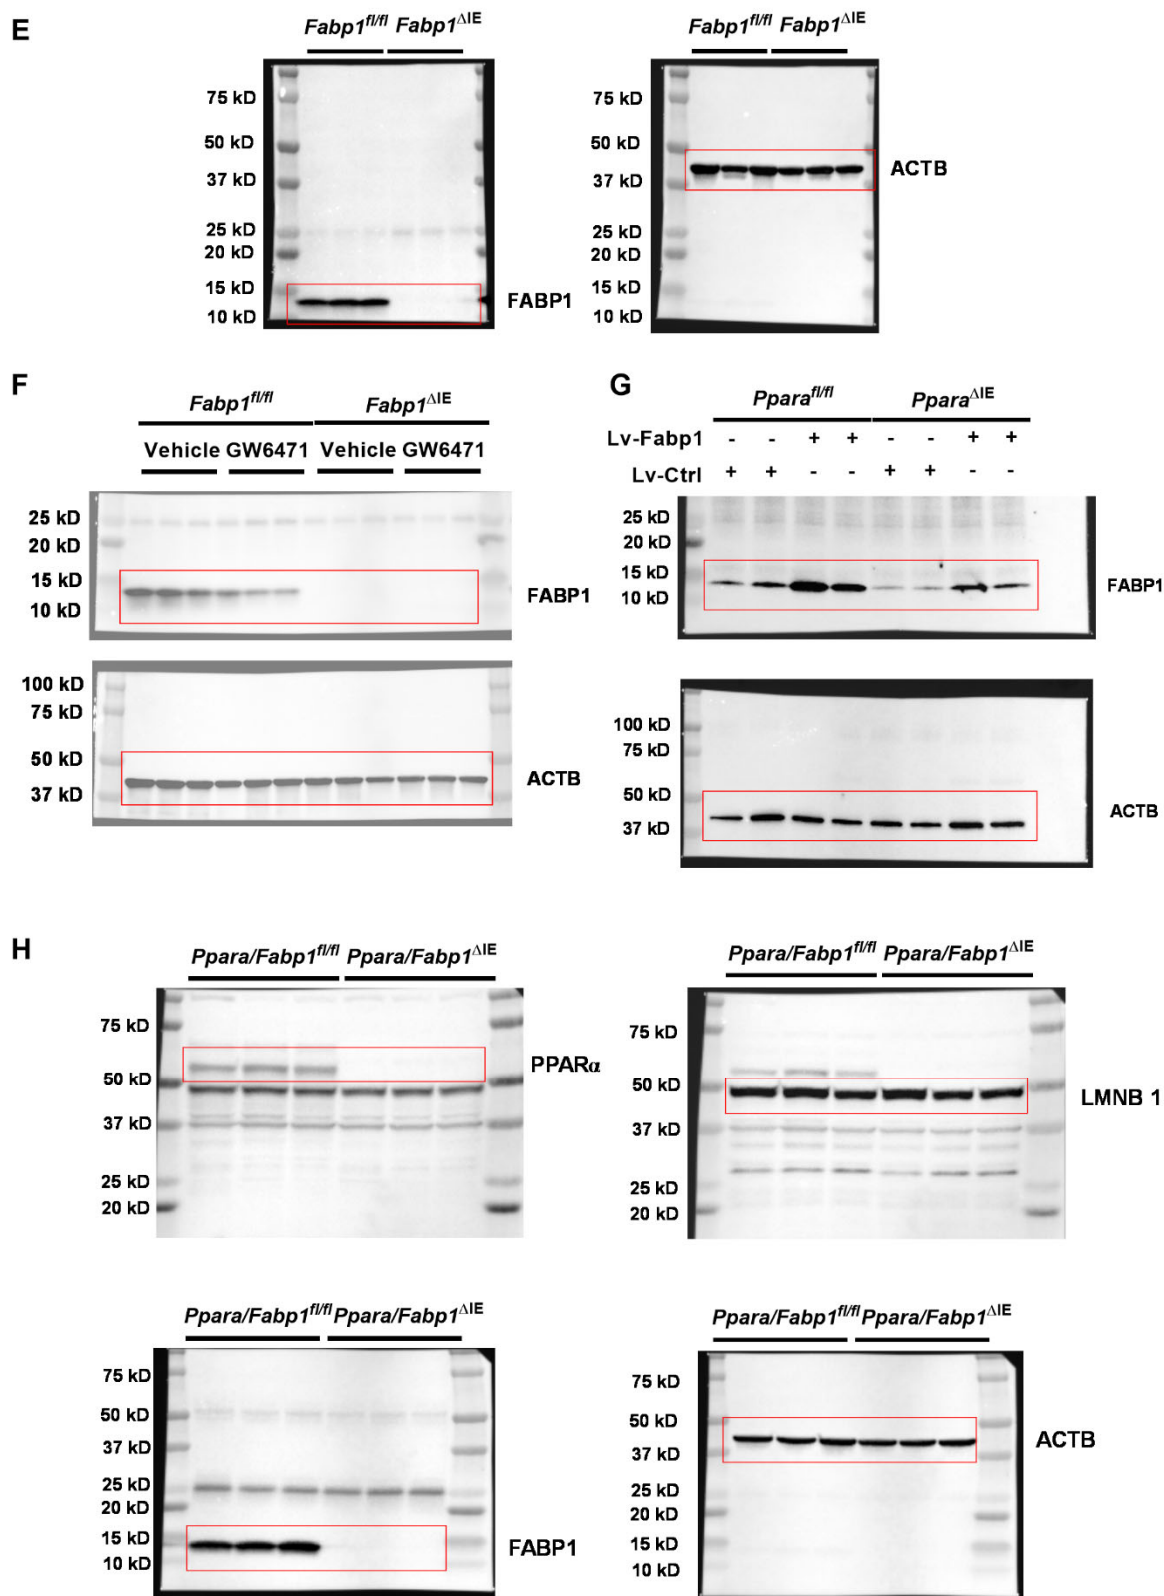 E
Fabp1fl/fl Fabp1ΔIE
75 kD
50 kD
37 kD
25 kD
20 kD
15 kD
10 kD
FABP1
Fabp1fl/fl Fabp1ΔIE
75 kD
50 kD
37 kD
25 kD
20 kD
15 kD
10 kD
ACTB
F
Fabp1fl/fl Fabp1ΔIE
Vehicle GW6471 Vehicle GW6471
25 kD
20 kD
15 kD
10 kD
FABP1
100 kD
75 kD
50 kD
37 kD
ACTB
G
Pparafl/fl PparaΔIE
Lv-Fabp1 - - + + - - + +
Lv-Ctrl + + - - + + - -
25 kD
20 kD
15 kD
10 kD
FABP1
100 kD
75 kD
50 kD
37 kD
ACTB
H
Ppara/Fabp1fl/fl Ppara/Fabp1ΔIE
75 kD
50 kD
37 kD
25 kD
20 kD
PPARα
Ppara/Fabp1fl/fl Ppara/Fabp1ΔIE
75 kD
50 kD
37 kD
25 kD
20 kD
LMNB 1
Ppara/Fabp1fl/fl Ppara/Fabp1ΔIE
75 kD
50 kD
37 kD
25 kD
20 kD
15 kD
10 kD
FABP1
Ppara/Fabp1fl/fl Ppara/Fabp1ΔIE
75 kD
50 kD
37 kD
25 kD
20 kD
15 kD
10 kD
ACTB